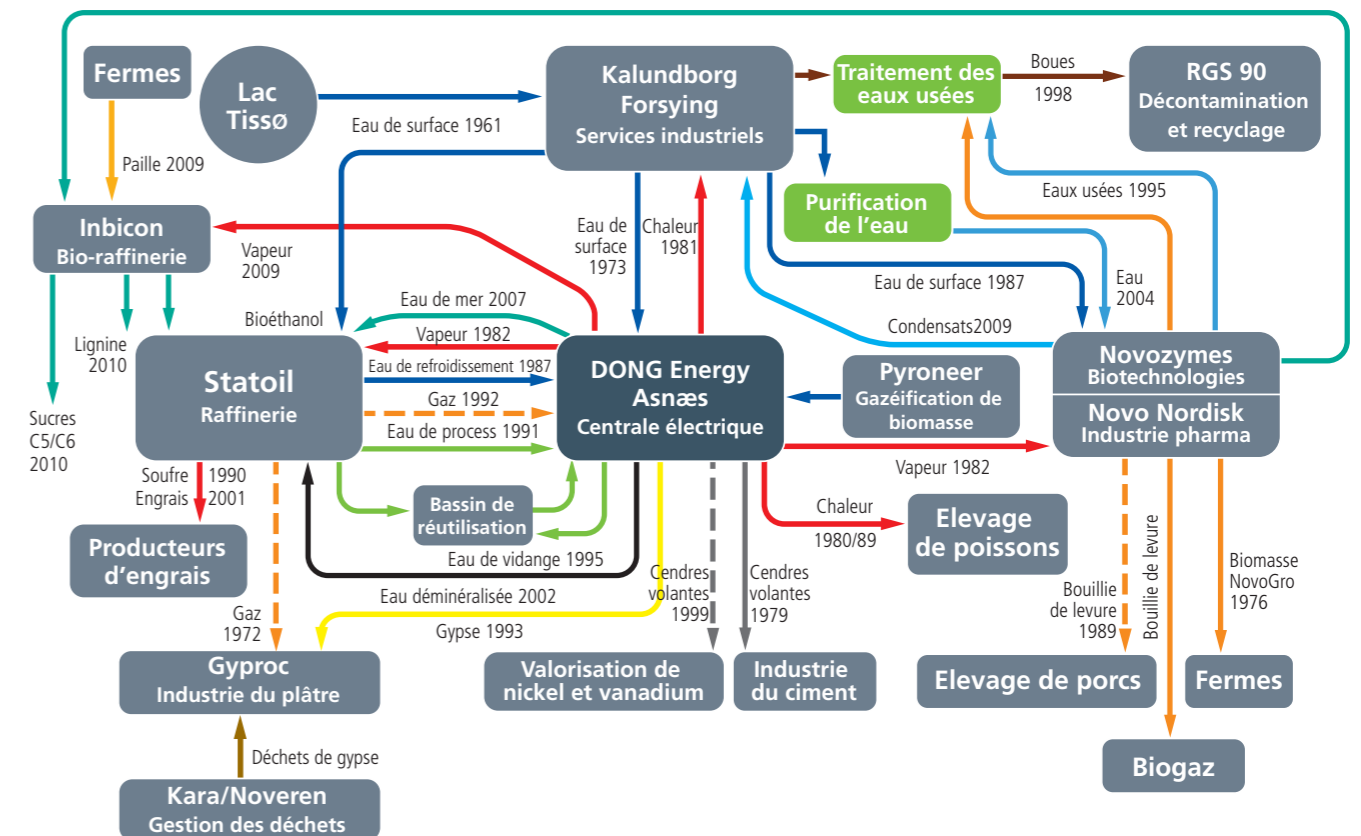 Fermes
Lac
Tissø
Kalundborg
Forsying
Services industriels
Traitement des
eaux usées
Boues
1998
RGS 90
Décontamination
et recyclage
Eau de surface 1961
Paille 2009
Eaux usées 1995
Purification
de l'eau
Inbicon
Bio-raffinerie
Vapeur
2009
Eau de
surface
1973
Chaleur
1981
Eau de surface 1987
Eau
2004
Eau de mer 2007
Bioéthanol
Condensats2009
Lignine
2010
Vapeur 1982
Statoil
Raffinerie
Eau de refroidissement 1987
Gaz 1992
Eau de process 1991
DONG Energy
Asnæs
Centrale électrique
Pyroneer
Gazéification de
biomasse
Novozymes
Biotechnologies
Novo Nordisk
Industrie pharma
Sucres
C5/C6
2010
Vapeur 1982
Soufre 1990
Engrais 2001
Bassin de
réutilisation
Chaleur
1980/89
Elevage
de poissons
Producteurs
d'engrais
Eau de vidange 1995
Cendres
volantes
1999
Cendres
volantes
1979
Bouillie
de levure
1989
Bouillie de levure
Biomasse
NovoGro
1976
Eau déminéralisée 2002
Gaz
1972
Gypse 1993
Gyproc
Industrie du plâtre
Valorisation de
nickel et vanadium
Industrie
du ciment
Elevage de porcs
Fermes
Déchets de gypse
Biogaz
Kara/Noveren
Gestion des déchets